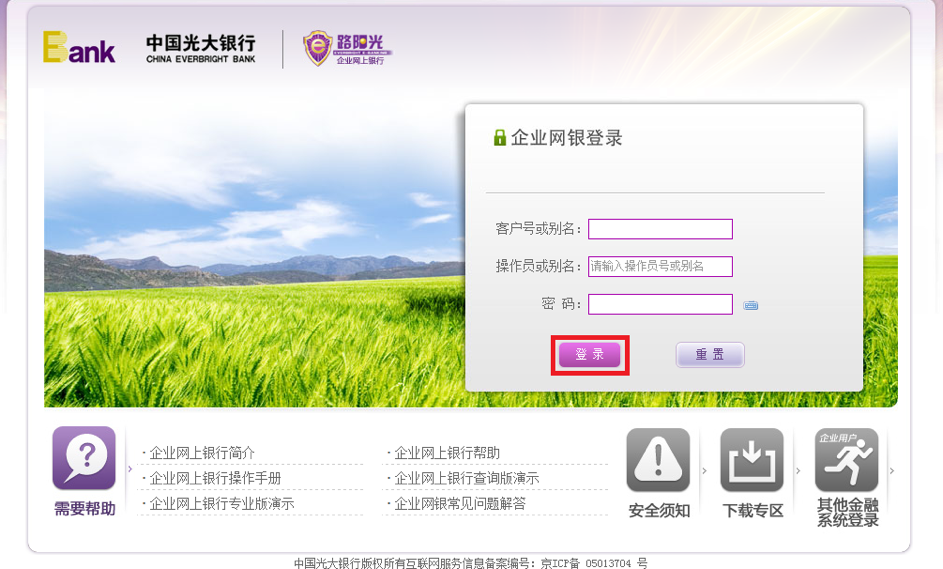 Bank
中国光大银行
CHINA EVERBRIGHT BANK
路阳光
企业网上银行
企业网银登录
客户号或别名：
操作员或别名： 请输入操作员号或别名
密 码：
登 录
重 置
需要帮助
·企业网上银行简介
·企业网上银行帮助
·企业网上银行操作手册
·企业网上银行查询版演示
·企业网上银行专业版演示
·企业网银常见问题解答
安全须知
下载专区
企业用户
其他金融
系统登录
中国光大银行版权所有互联网服务信息备案编号：京ICP备 05013704 号